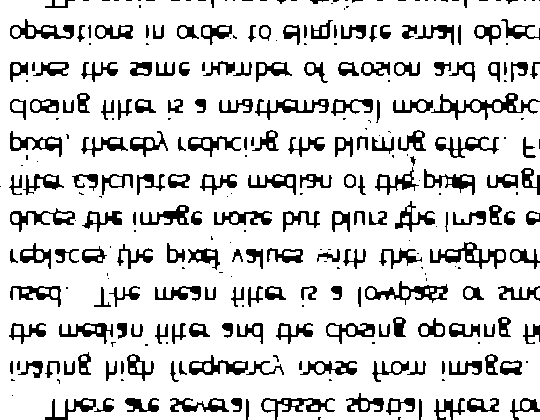 There are several classic spatial filters for
inating high frequency noise from images.
the median filter and the closing opening fi
used. The mean filter is a lowpass or smo
replaces the pixel values with the neighbor
duces the image noise but blurs the image e
filter calculates the median of the pixel neigh
pixel, thereby reducing the blurring effect. Fi
closing filter is a mathematical morphologic
bines the same number of erosion and dilat
operations in order to eliminate small object